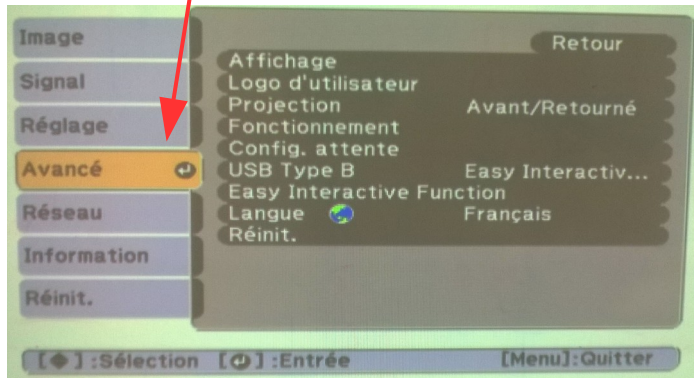 Image
Signal
Réglage
Avancé
Réseau
Information
Réinit.
Retour
Affichage
Logo d'utilisateur
Projection Avant/Retourné
Fonctionnement
Config. attente
USB Type B Easy Interactiv...
Easy Interactive Function
Langue Français
Réinit.
[◆]:Sélection [⏎]:Entrée [Menu]:Quitter